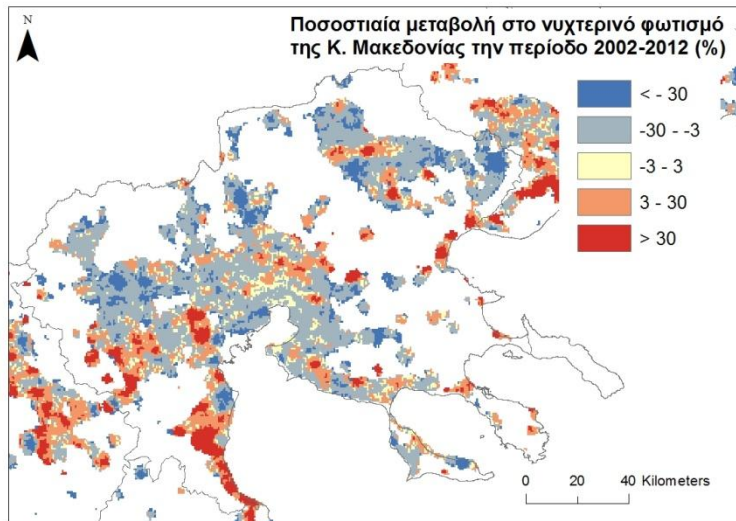 Ποσοστιαία μεταβολή στο νυχτερινό φωτισμό
της Κ. Μακεδονίας την περίοδο 2002-2012 (%)
N
< - 30
-30 - -3
-3 - 3
3 - 30
> 30
0 20 40 Kilometers